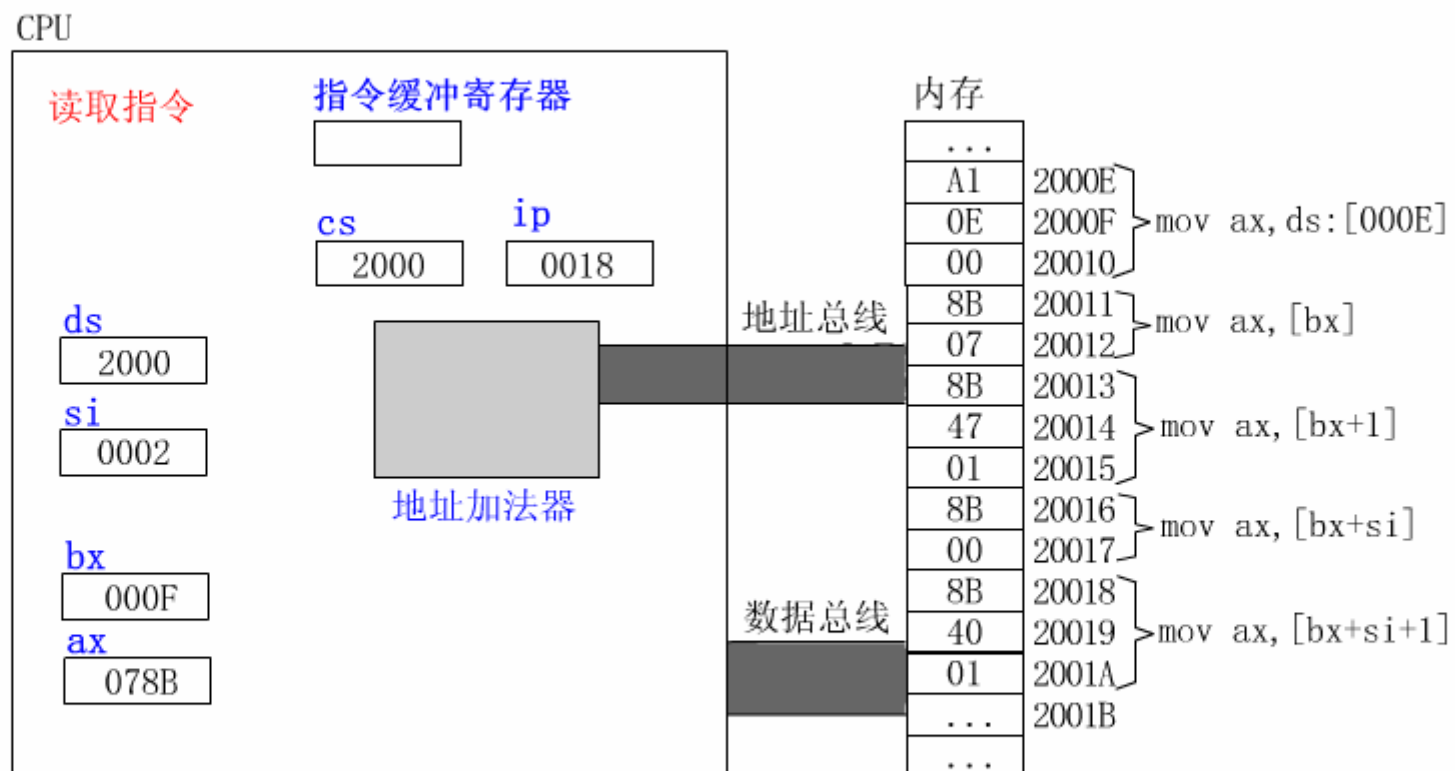 CPU
读取指令
指令缓冲寄存器
cs
2000
ip
0018
ds
2000
si
0002
地址加法器
bx
000F
ax
078B
地址总线
数据总线
内存
...
A1 2000E
0E 2000F
00 20010
mov ax,ds:[000E]
8B 20011
07 20012
mov ax,[bx]
8B 20013
47 20014
01 20015
mov ax,[bx+1]
8B 20016
00 20017
mov ax,[bx+si]
8B 20018
40 20019
01 2001A
mov ax,[bx+si+1]
... 2001B
...